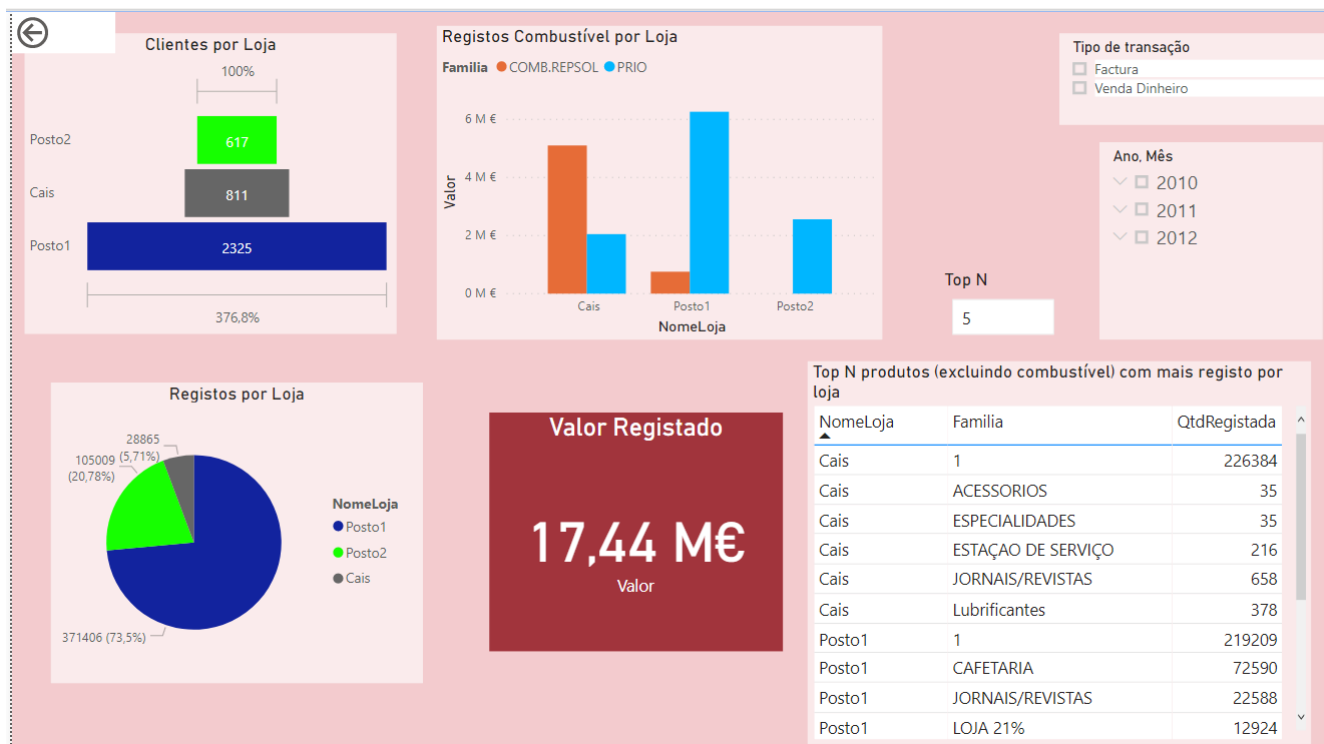 Clientes por Loja
100%
Posto2
617
Cais
811
Posto1
2325
376,8%
Registos Combustível por Loja
Familia COMB.REPSOL PRIO
6 M €
4 M €
2 M €
0 M €
Valor
Cais Posto1 Posto2
NomeLoja
Tipo de transação
Factura
Venda Dinheiro
Ano, Mês
2010
2011
2012
Top N
5
Registos por Loja
28865
(5,71%)
105009
(20,78%)
371406 (73,5%)
NomeLoja
Posto1
Posto2
Cais
Valor Registado
17,44 M€
Valor
Top N produtos (excluindo combustível) com mais registo por
loja
NomeLoja Familia QtdRegistada
Cais 1 226384
Cais ACESSORIOS 35
Cais ESPECIALIDADES 35
Cais ESTAÇAO DE SERVIÇO 216
Cais JORNAIS/REVISTAS 658
Cais Lubrificantes 378
Posto1 1 219209
Posto1 CAFETARIA 72590
Posto1 JORNAIS/REVISTAS 22588
Posto1 LOJA 21% 12924